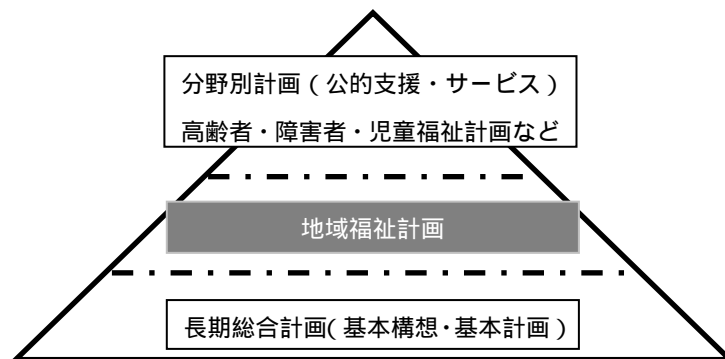 分野別計画（公的支援・サービス）
高齢者・障害者・児童福祉計画など
地域福祉計画
長期総合計画（基本構想・基本計画）